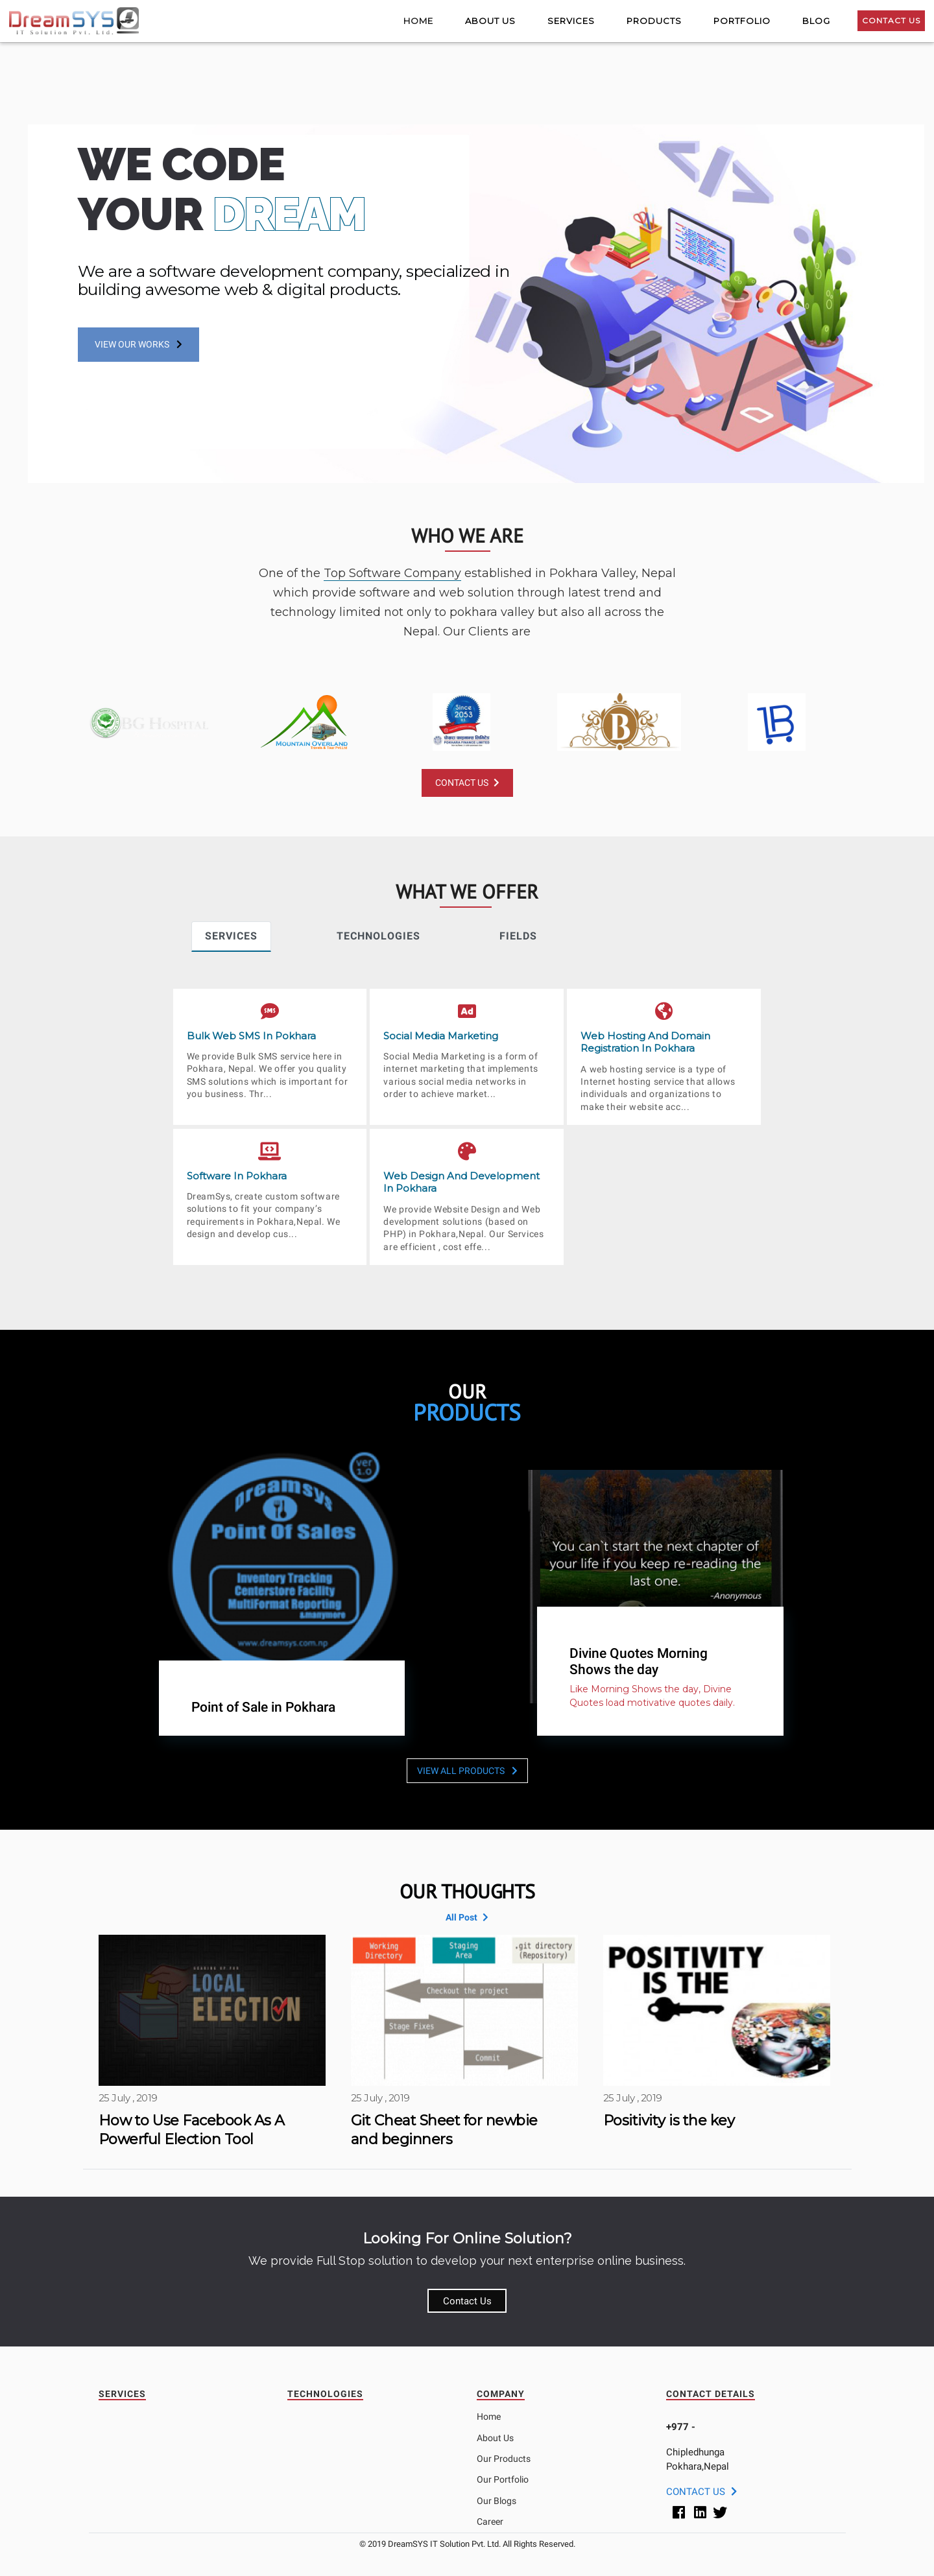 DreamSYS
IT Solution Pvt. Ltd.
HOME
ABOUT US
SERVICES
PRODUCTS
PORTFOLIO
BLOG
CONTACT US
WE CODE
YOUR DREAM
We are a software development company, specialized in
building awesome web & digital products.
VIEW OUR WORKS
WHO WE ARE
One of the Top Software Company established in Pokhara Valley, Nepal
which provide software and web solution through latest trend and
technology limited not only to pokhara valley but also all across the
Nepal. Our Clients are
BG HOSPITAL
MOUNTAIN OVERLAND
Since
2053
B
B
CONTACT US
WHAT WE OFFER
SERVICES
TECHNOLOGIES
FIELDS
SMS
Bulk Web SMS In Pokhara
We provide Bulk SMS service here in
Pokhara, Nepal. We offer you quality
SMS solutions which is important for
you business. Thr...
Ad
Social Media Marketing
Social Media Marketing is a form of
internet marketing that implements
various social media networks in
order to achieve market...
Web Hosting And Domain
Registration In Pokhara
A web hosting service is a type of
Internet hosting service that allows
individuals and organizations to
make their website acc...
Software In Pokhara
DreamSys, create custom software
solutions to fit your company's
requirements in Pokhara,Nepal. We
design and develop cus...
Web Design And Development
In Pokhara
We provide Website Design and Web
development solutions (based on
PHP) in Pokhara,Nepal. Our Services
are efficient , cost effe...
OUR
PRODUCTS
ver
1.0
Dreamsys
Point Of Sales
Inventory Tracking
Centerstore Facility
MultiFormat Reporting
&manymore
www.dreamsys.com.np
Point of Sale in Pokhara
You can`t start the next chapter of
your life if you keep re-reading the
last one.
-Anonymous
Divine Quotes Morning
Shows the day
Like Morning Shows the day, Divine
Quotes load motivative quotes daily.
VIEW ALL PRODUCTS
OUR THOUGHTS
All Post
LOCAL
ELECTION
25 July , 2019
How to Use Facebook As A
Powerful Election Tool
Working
Directory
Staging
Area
.git directory
(Repository)
Checkout the project
Stage Fixes
Commit
25 July , 2019
Git Cheat Sheet for newbie
and beginners
POSITIVITY
IS THE
25 July , 2019
Positivity is the key
Looking For Online Solution?
We provide Full Stop solution to develop your next enterprise online business.
Contact Us
SERVICES
TECHNOLOGIES
COMPANY
Home
About Us
Our Products
Our Portfolio
Our Blogs
Career
CONTACT DETAILS
+977 -
Chipledhunga
Pokhara,Nepal
CONTACT US
© 2019 DreamSYS IT Solution Pvt. Ltd. All Rights Reserved.